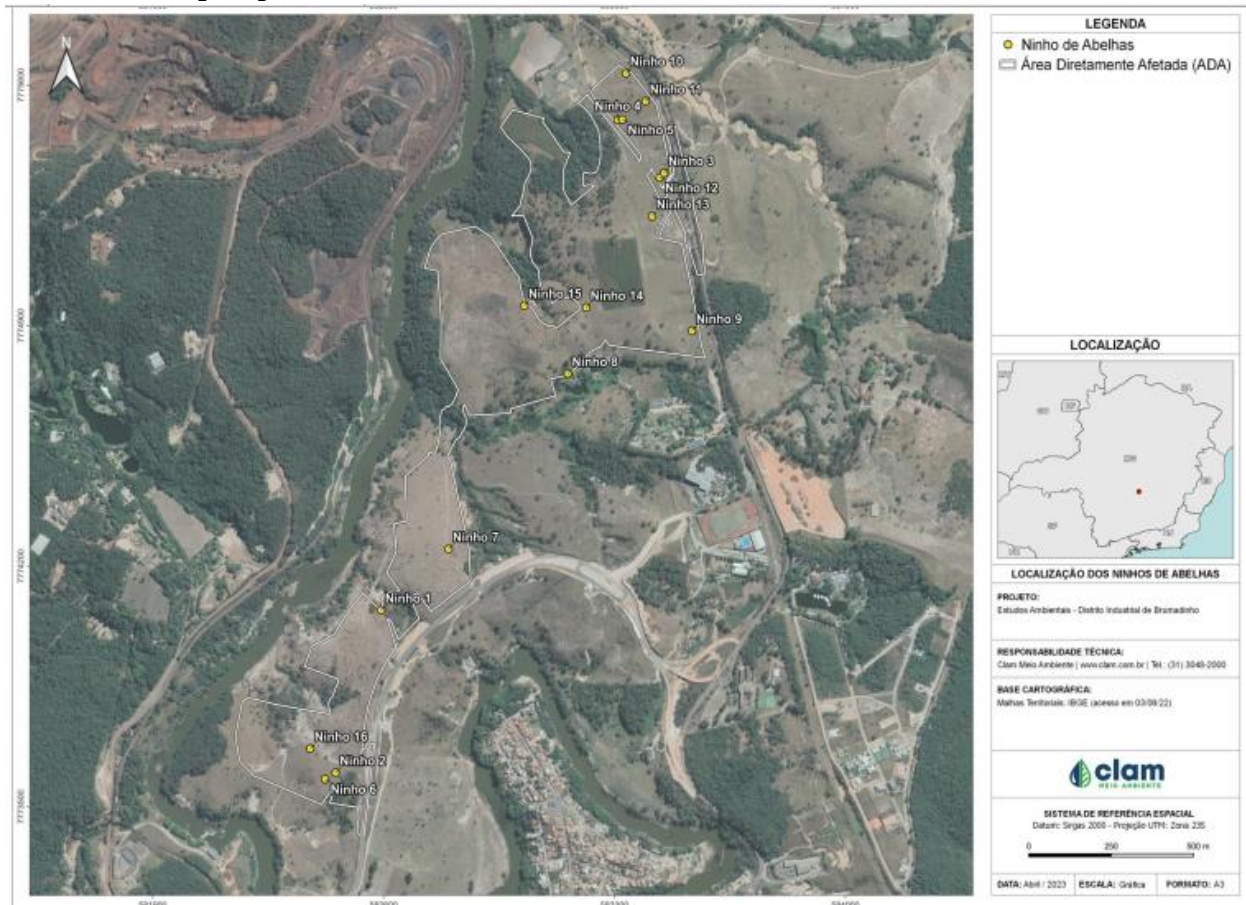 N
7775600
7774900
7774200
7773500
Ninho 10
Ninho 11
Ninho 4
Ninho 5
Ninho 3
Ninho 12
Ninho 13
Ninho 15
Ninho 14
Ninho 9
Ninho 8
Ninho 7
Ninho 1
Ninho 16
Ninho 2
Ninho 6
LEGENDA
Ninho de Abelhas
Área Diretamente Afetada (ADA)
LOCALIZAÇÃO
LOCALIZAÇÃO DOS NINHOS DE ABELHAS
PROJETO:
Estudos Ambientais - Distrito Industrial de Brumadinho
RESPONSABILIDADE TÉCNICA:
Clam Meio Ambiente | www.clam.com.br | Tel.: (31) 3048-2000
BASE CARTOGRÁFICA:
Malhas Territoriais: IBGE (acesso em 03/08/22)
clam
MEIO AMBIENTE
SISTEMA DE REFERÊNCIA ESPACIAL
Datum: Sirgas 2000 - Projeção UTM: Zona 23S
0 250 500 m
DATA: Abril / 2023 ESCALA: Gráfica FORMATO: A3